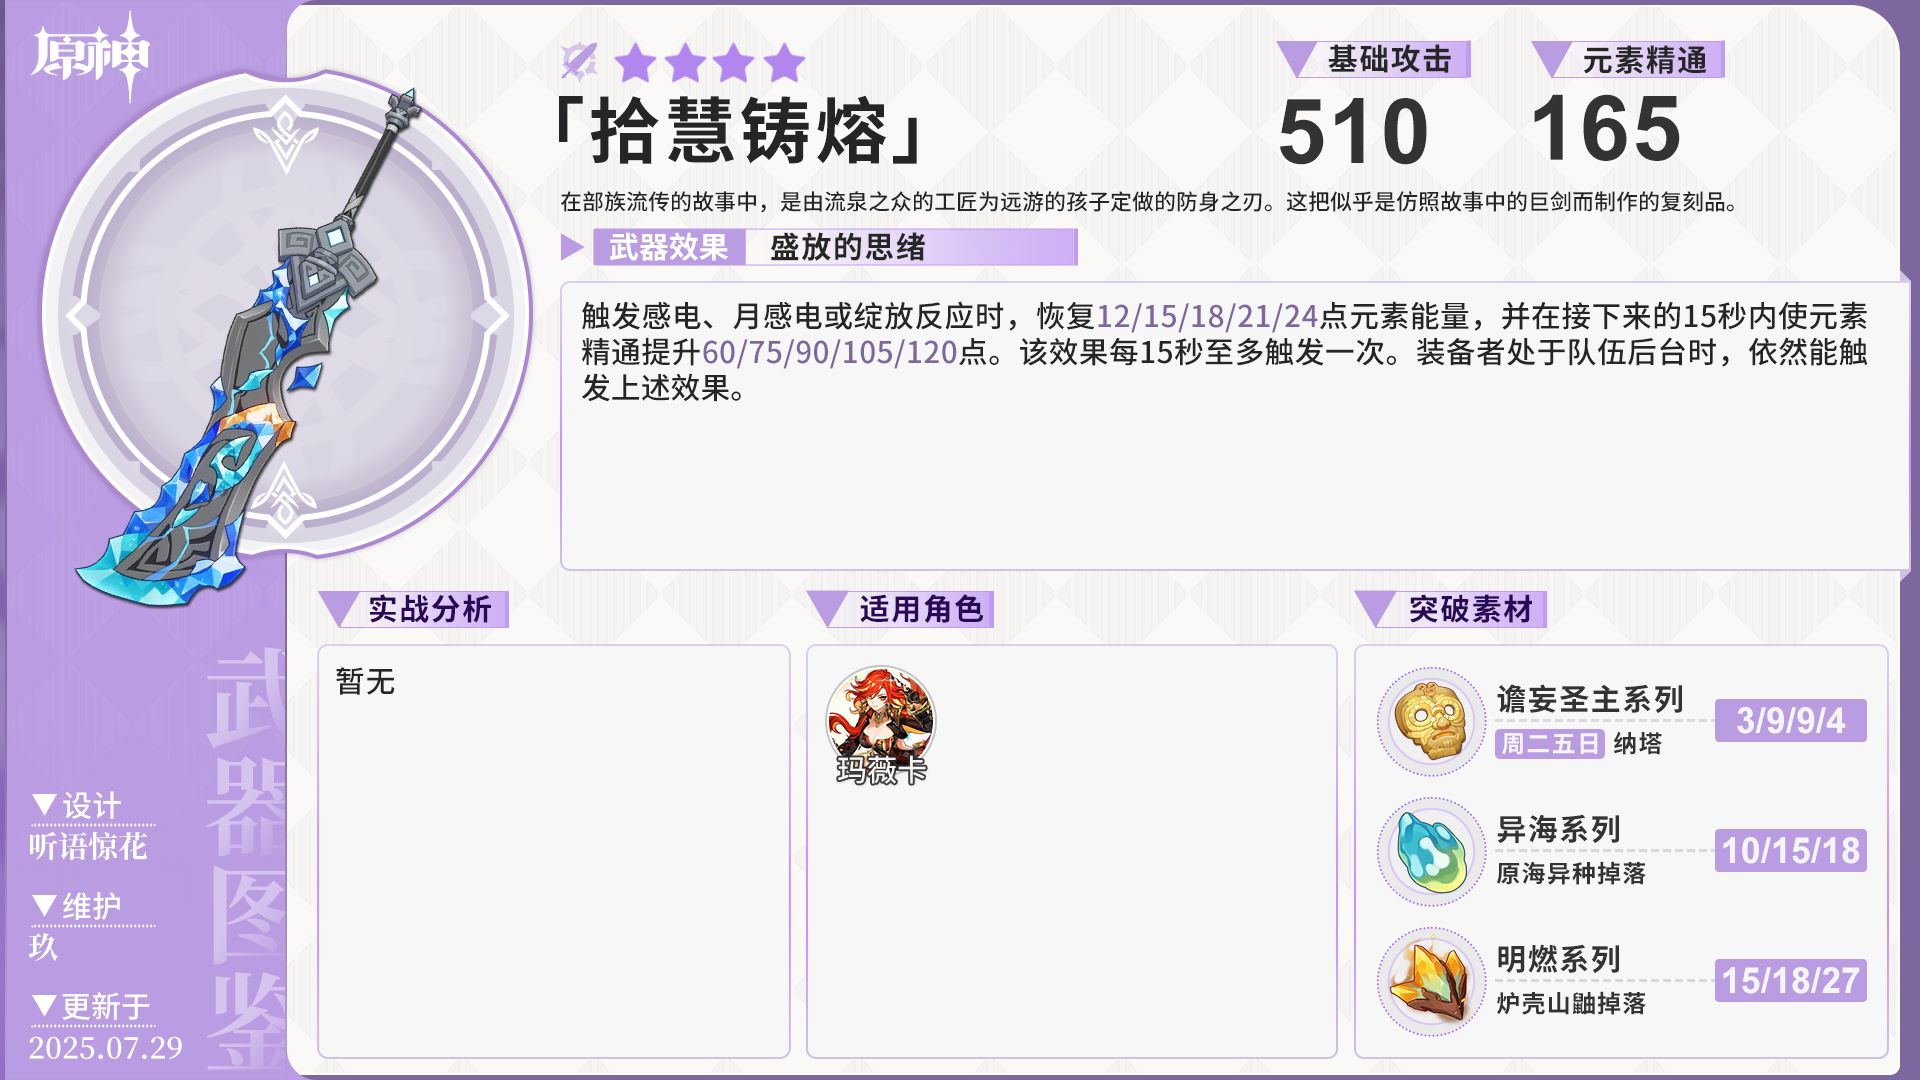 原神
「拾慧铸熔」
基础攻击
510
元素精通
165
在部族流传的故事中，是由流泉之众的工匠为远游的孩子定做的防身之刃。这把似乎是仿照故事中的巨剑而制作的复刻品。
武器效果 盛放的思绪
触发感电、月感电或绽放反应时，恢复12/15/18/21/24点元素能量，并在接下来的15秒内使元素
精通提升60/75/90/105/120点。该效果每15秒至多触发一次。装备者处于队伍后台时，依然能触
发上述效果。
实战分析
暂无
适用角色
玛薇卡
突破素材
谵妄圣主系列
周二五日 纳塔
3/9/9/4
异海系列
原海异种掉落
10/15/18
明燃系列
炉壳山鼬掉落
15/18/27
武器图鉴
▼设计
听语惊花
▼维护
玖
▼更新于
2025.07.29